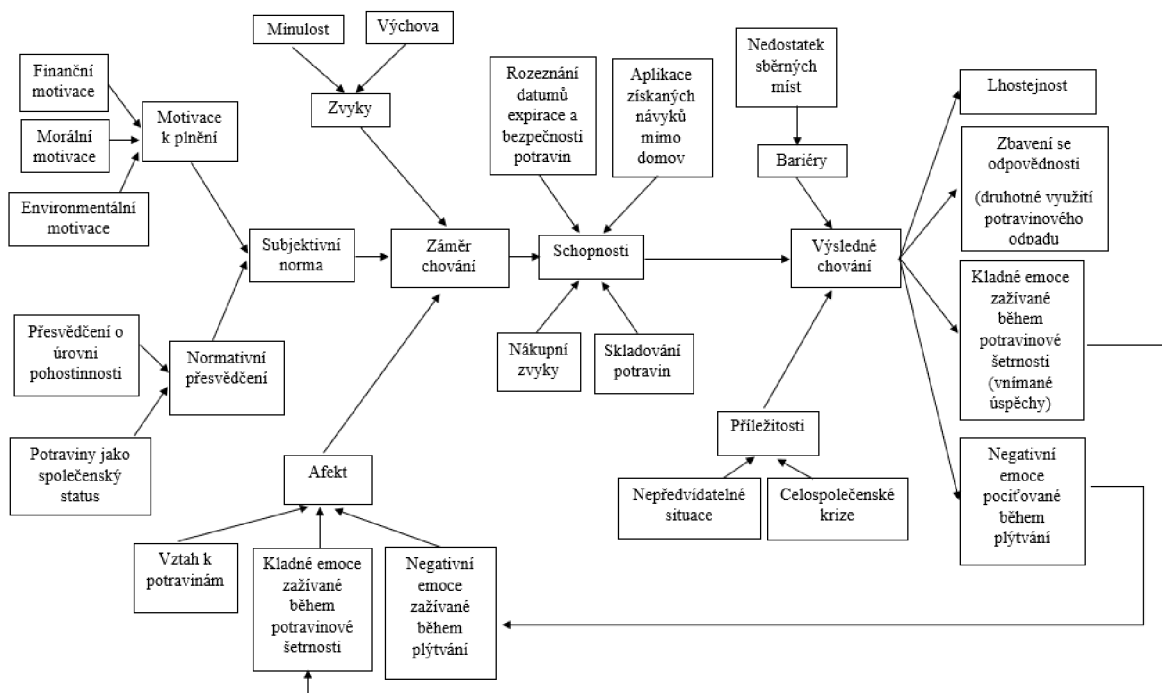 Minulost
Výchova
Finanční
motivace
Morální
motivace
Environmentální
motivace
Motivace
k plnění
Zvyky
Rozeznání
datumů
expirace a
bezpečnosti
potravin
Aplikace
získaných
návyků
mimo
domov
Nedostatek
sběrných
míst
Bariéry
Lhostejnost
Zbavení se
odpovědnosti
(druhotné využití
potravinového
odpadu
Subjektivní
norma
Záměr
chování
Schopnosti
Výsledné
chování
Kladné emoce
zažívané
během
potravinové
šetrnosti
(vnímané
úspěchy)
Přesvědčení o
úrovni
pohostinnosti
Normativní
přesvědčení
Nákupní
zvyky
Skladování
potravin
Potraviny jako
společenský
status
Afekt
Příležitosti
Nepředvídatelné
situace
Celospolečenské
krize
Negativní
emoce
pociťované
během
plýtvání
Vztah k
potravinám
Kladné emoce
zažívané
během
potravinové
šetrnosti
Negativní
emoce
zažívané
během
plýtvání